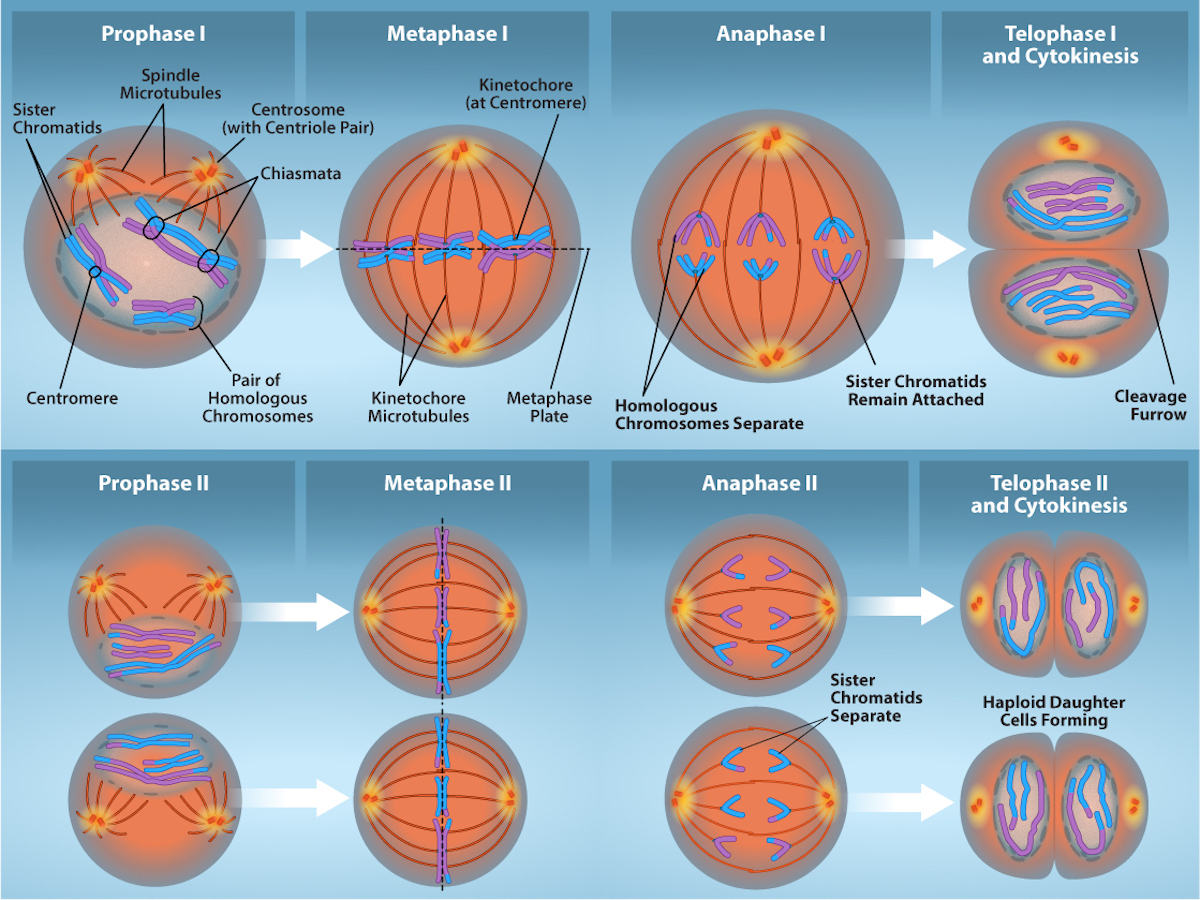 Prophase I
Metaphase I
Anaphase I
Telophase I
and Cytokinesis
Spindle
Microtubules
Sister
Chromatids
Centrosome
(with Centriole Pair)
Chiasmata
Centromere
Pair of
Homologous
Chromosomes
Kinetochore
(at Centromere)
Kinetochore
Microtubules
Metaphase
Plate
Homologous
Chromosomes Separate
Sister Chromatids
Remain Attached
Cleavage
Furrow
Prophase II
Metaphase II
Anaphase II
Telophase II
and Cytokinesis
Sister
Chromatids
Separate
Haploid Daughter
Cells Forming